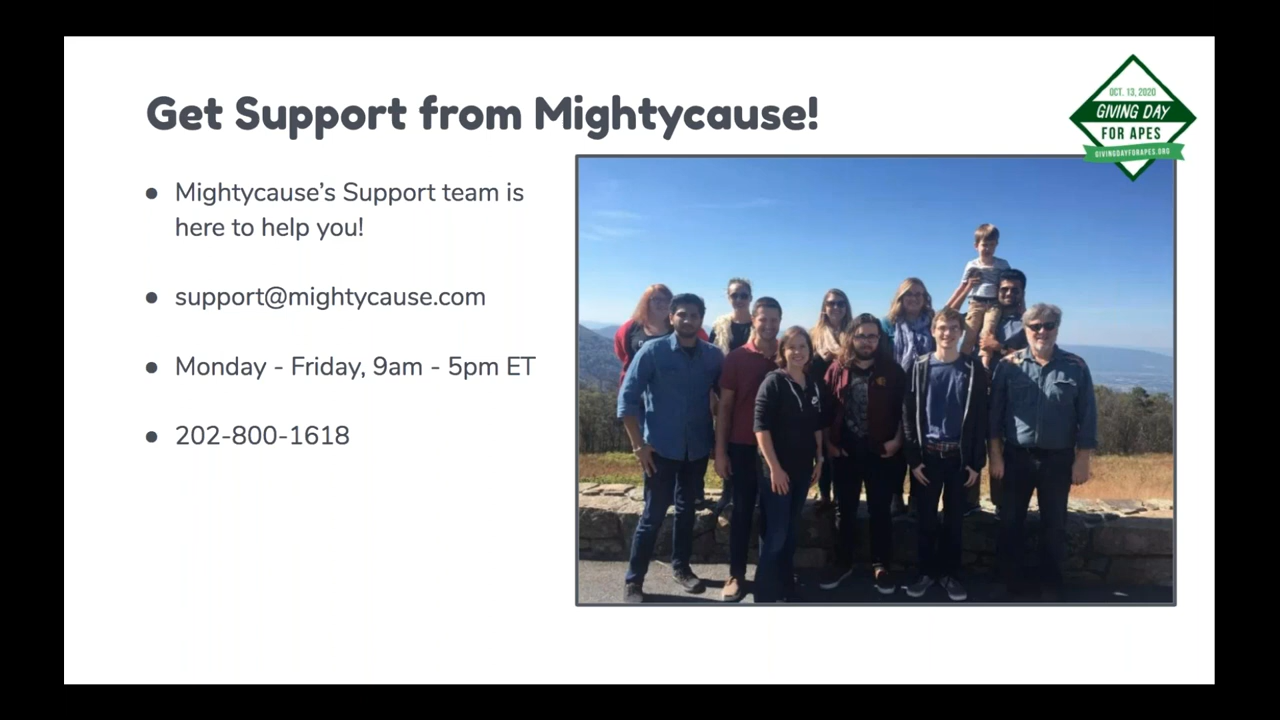 Get Support from Mightycause!
OCT. 13, 2020
GIVING DAY
FOR APES
GIVINGDAYFORAPES.ORG
● Mightycause’s Support team is
here to help you!
● support@mightycause.com
● Monday - Friday, 9am - 5pm ET
● 202-800-1618